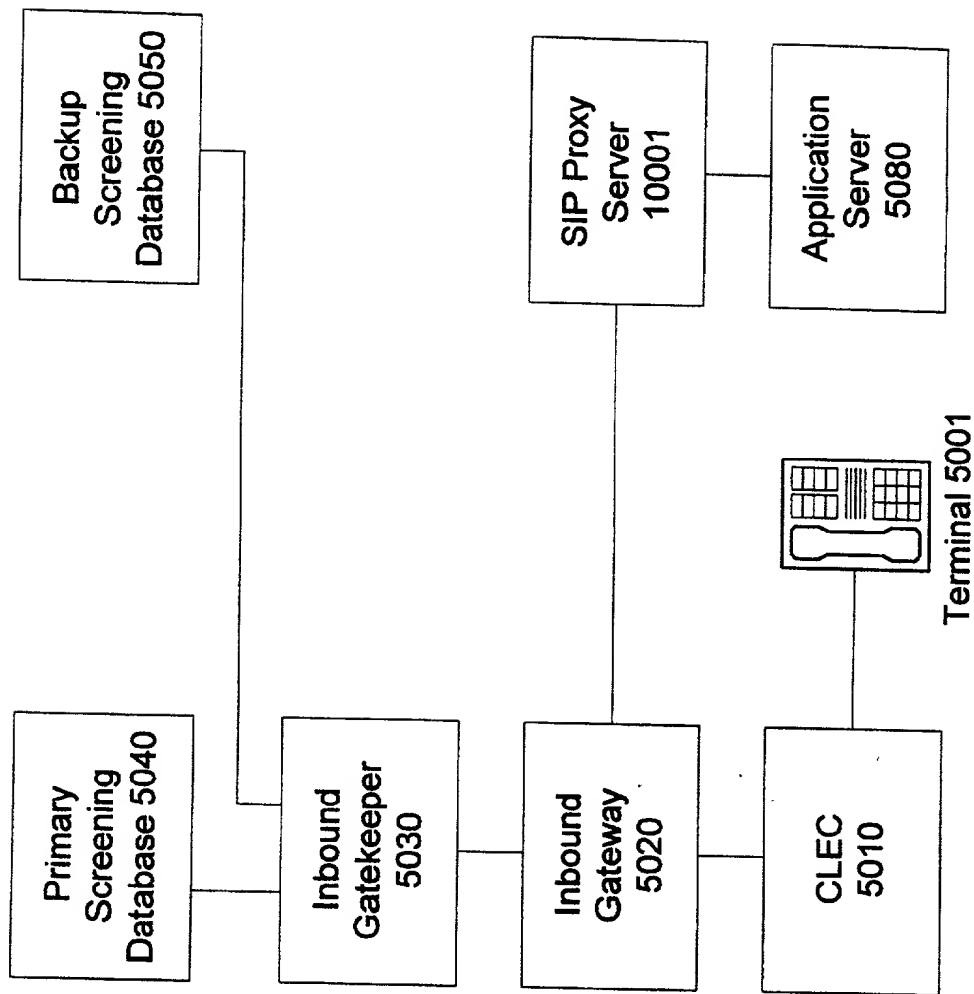 Primary
Screening
Database 5040
Backup
Screening
Database 5050
Inbound
Gatekeeper
5030
Inbound
Gateway
5020
SIP Proxy
Server
10001
CLEC
5010
Terminal 5001
Application
Server
5080